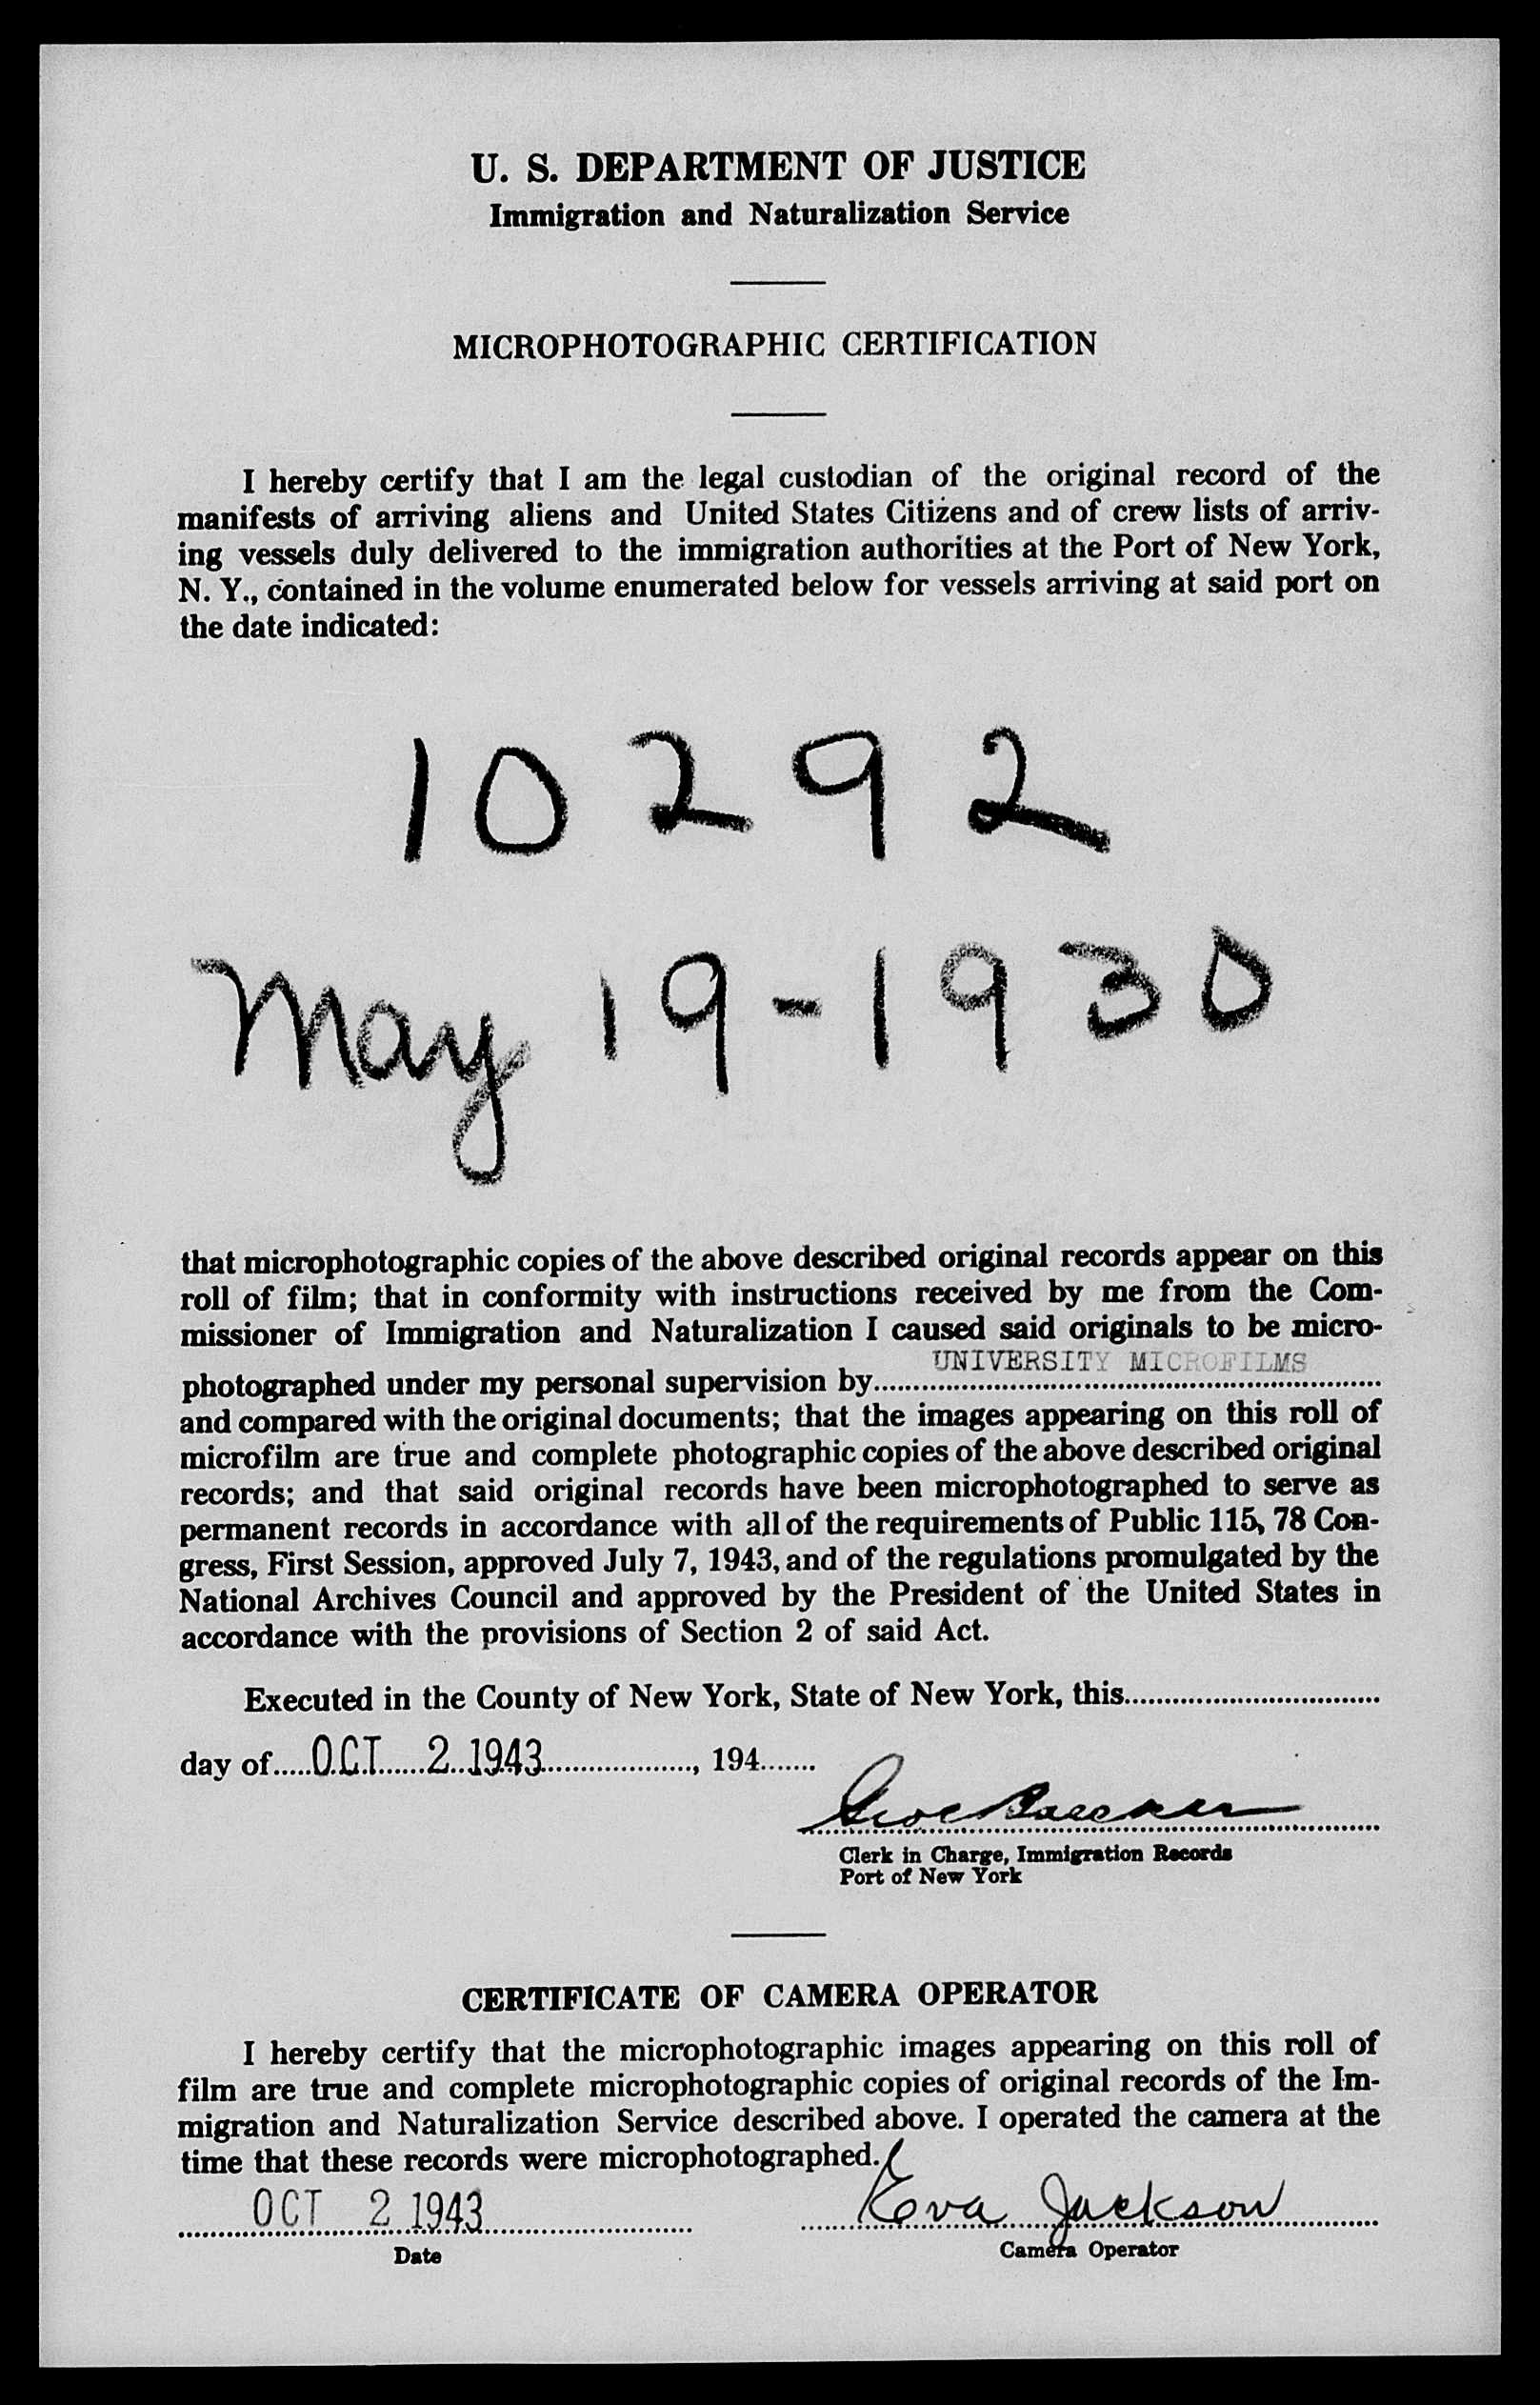 U. S. DEPARTMENT OF JUSTICE
Immigration and Naturalization Service
MICROPHOTOGRAPHIC CERTIFICATION
I hereby certify that I am the legal custodian of the original record of the
manifests of arriving aliens and United States Citizens and of crew lists of arriv-
ing vessels duly delivered to the immigration authorities at the Port of New York,
N. Y., contained in the volume enumerated below for vessels arriving at said port on
the date indicated:
10292
May 19-1930
that microphotographic copies of the above described original records appear on this
roll of film; that in conformity with instructions received by me from the Com-
missioner of Immigration and Naturalization I caused said originals to be micro-
photographed under my personal supervision by UNIVERSITY MICROFILMS
and compared with the original documents; that the images appearing on this roll of
microfilm are true and complete photographic copies of the above described original
records; and that said original records have been microphotographed to serve as
permanent records in accordance with all of the requirements of Public 115, 78 Con-
gress, First Session, approved July 7, 1943, and of the regulations promulgated by the
National Archives Council and approved by the President of the United States in
accordance with the provisions of Section 2 of said Act.
Executed in the County of New York, State of New York, this
day of OCT 2 1943, 194
Clerk in Charge, Immigration Records
Port of New York
CERTIFICATE OF CAMERA OPERATOR
I hereby certify that the microphotographic images appearing on this roll of
film are true and complete microphotographic copies of original records of the Im-
migration and Naturalization Service described above. I operated the camera at the
time that these records were microphotographed.
OCT 2 1943 Eva Jackson
Date Camera Operator